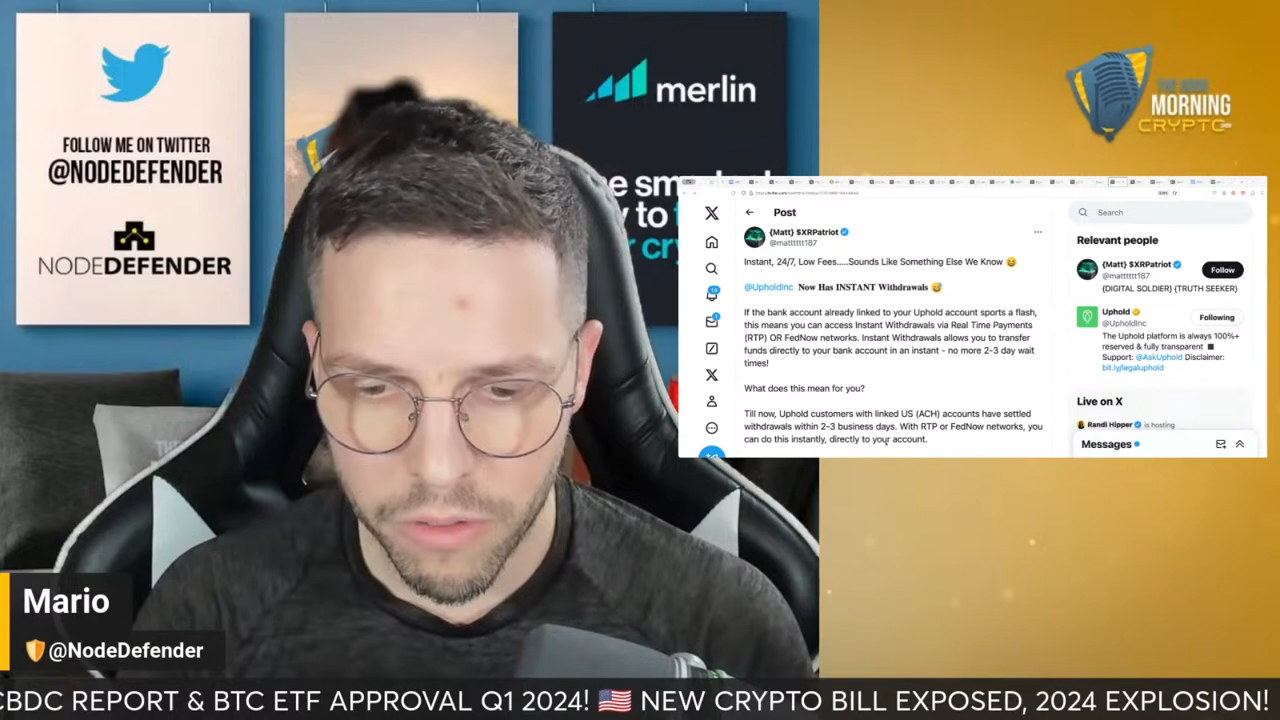 FOLLOW ME ON TWITTER
@NODEDEFENDER
NODEDEFENDER
merlin
MORNING
CRYPTO
Post
{Matt} $XRPatriot
@matttttt187
Instant, 24/7, Low Fees.....Sounds Like Something Else We Know 😆
@UpholdInc Now Has INSTANT Withdrawals 😅
If the bank account already linked to your Uphold account sports a flash,
this means you can access Instant Withdrawals via Real Time Payments
(RTP) OR FedNow networks. Instant Withdrawals allows you to transfer
funds directly to your bank account in an instant - no more 2-3 day wait
times!
What does this mean for you?
Till now, Uphold customers with linked US (ACH) accounts have settled
withdrawals within 2-3 business days. With RTP or FedNow networks, you
can do this instantly, directly to your account.
Search
Relevant people
{Matt} $XRPatriot
@matttttt187
Follow
{DIGITAL SOLDIER} {TRUTH SEEKER}
Uphold
@UpholdInc
Following
The Uphold platform is always 100%+
reserved & fully transparent
Support: @AskUphold Disclaimer:
bit.ly/legaluphold
Live on X
Randi Hipper is hosting
Messages
Mario
@NodeDefender
CBDC REPORT & BTC ETF APPROVAL Q1 2024! 🇺🇸 NEW CRYPTO BILL EXPOSED, 2024 EXPLOSION!